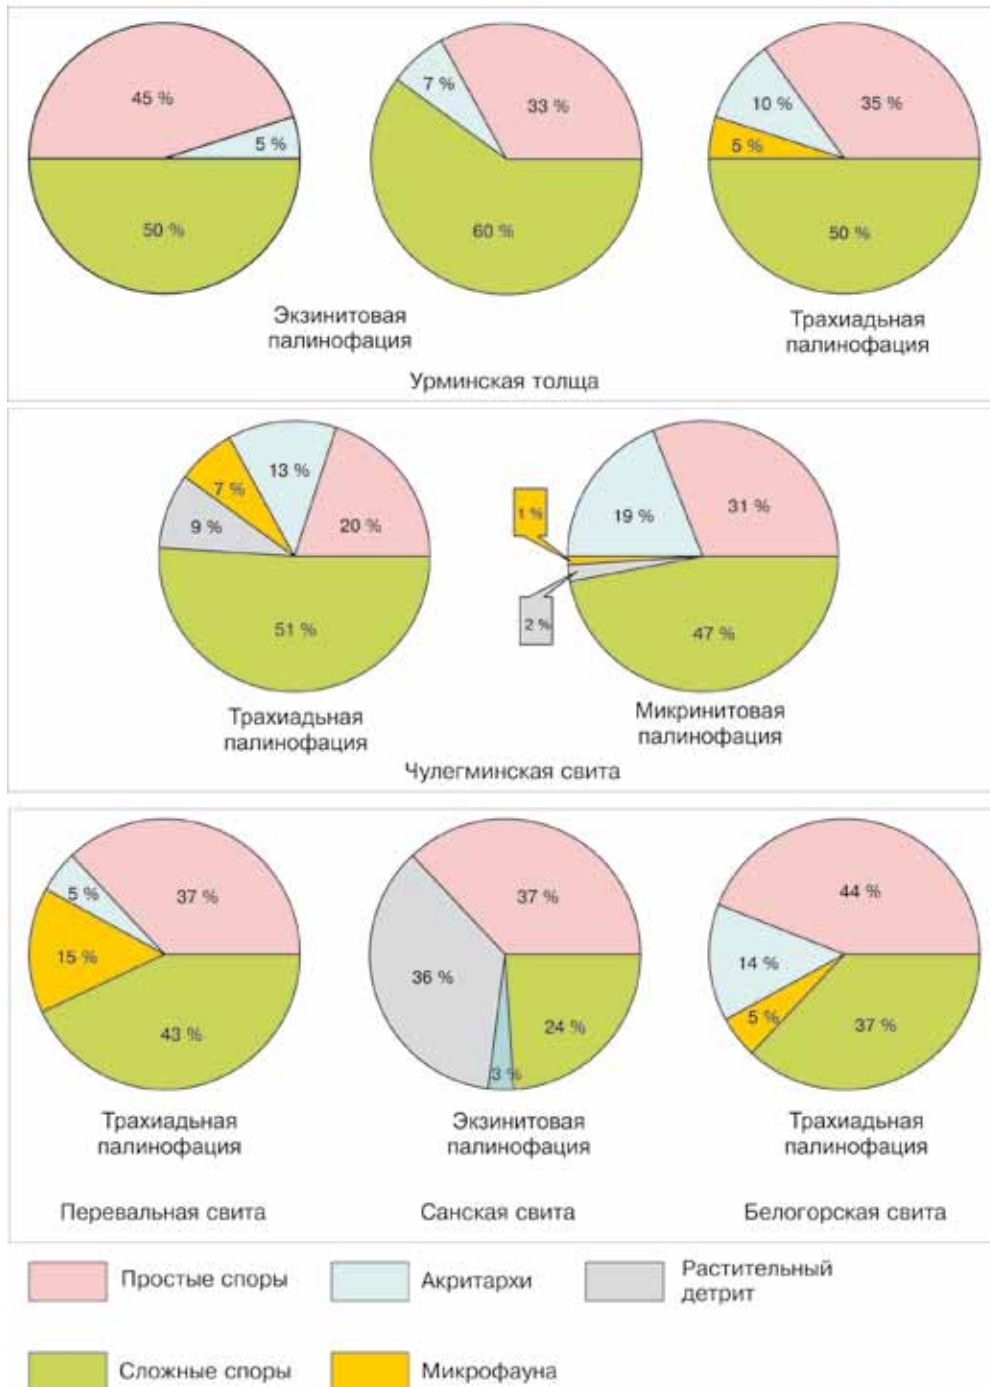 45 %
5 %
50 %
7 %
33 %
60 %
10 %
35 %
5 %
50 %
Экзинитовая
палинофация
Трахиадьная
палинофация
Урминская толща
13 %
7 %
9 %
20 %
51 %
1 %
19 %
31 %
2 %
47 %
Трахиадьная
палинофация
Микринитовая
палинофация
Чулегминская свита
5 %
37 %
15 %
43 %
37 %
36 %
24 %
3 %
44 %
14 %
5 %
37 %
Трахиадьная
палинофация
Экзинитовая
палинофация
Трахиадьная
палинофация
Перевальная свита
Санская свита
Белогорская свита
Простые споры
Акритархи
Растительный
детрит
Сложные споры
Микрофауна